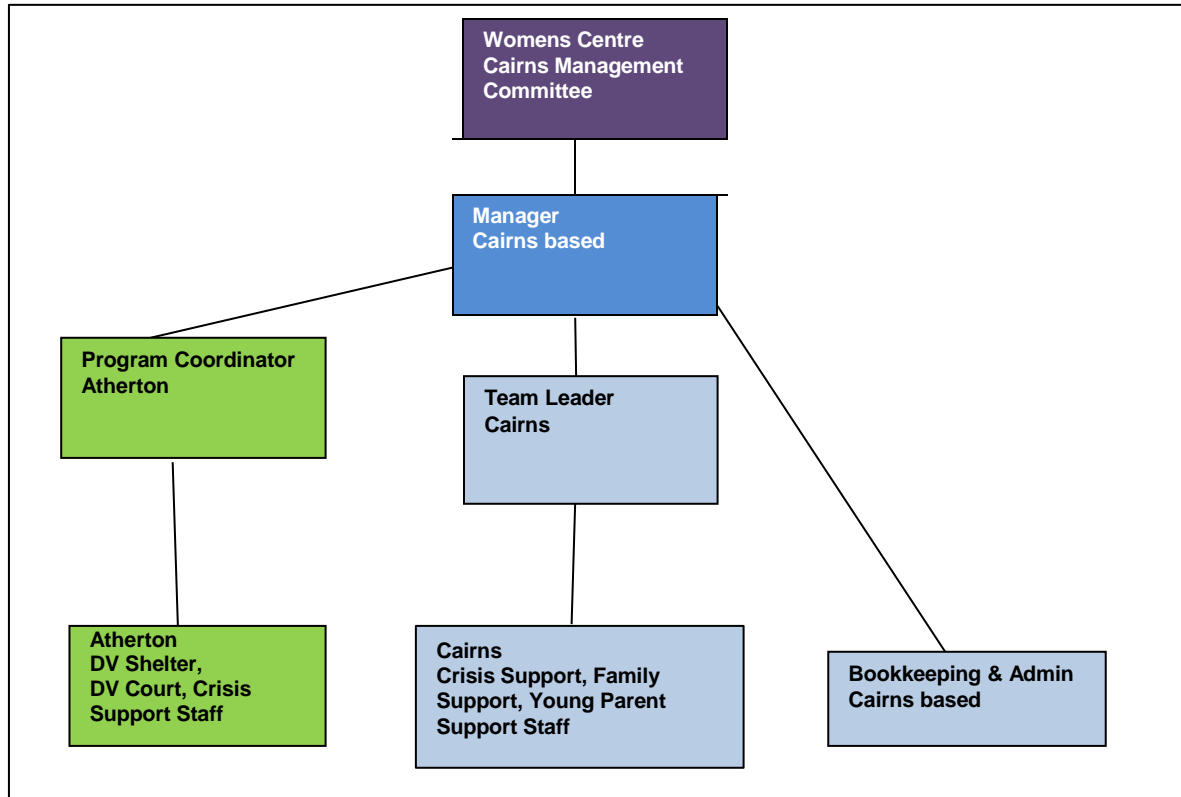 Womens Centre
Cairns Management
Committee
Manager
Cairns based
Program Coordinator
Atherton
Team Leader
Cairns
Atherton
DV Shelter,
DV Court, Crisis
Support Staff
Cairns
Crisis Support, Family
Support, Young Parent
Support Staff
Bookkeeping & Admin
Cairns based